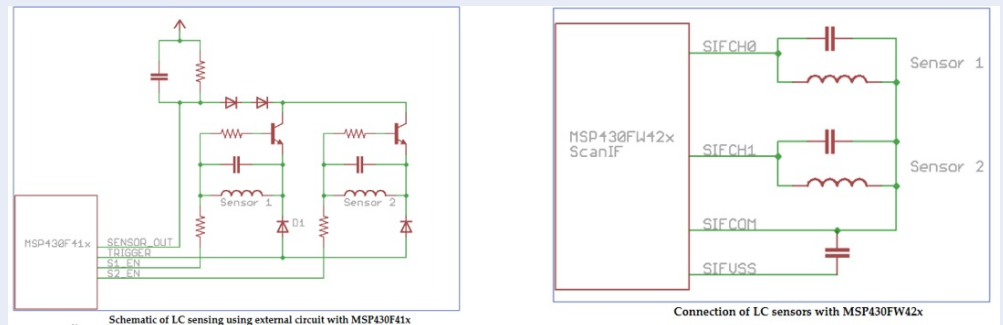 Sensor 1
Sensor 2
D1
MSP430F41x
SENSOR_OUT
TRIGGER
S1_EN
S2_EN
Schematic of LC sensing using external circuit with MSP430F41x
SIFCH0
Sensor 1
MSP430FW42x
ScanIF
SIFCH1
Sensor 2
SIFCOM
SIFVSS
Connection of LC sensors with MSP430FW42x